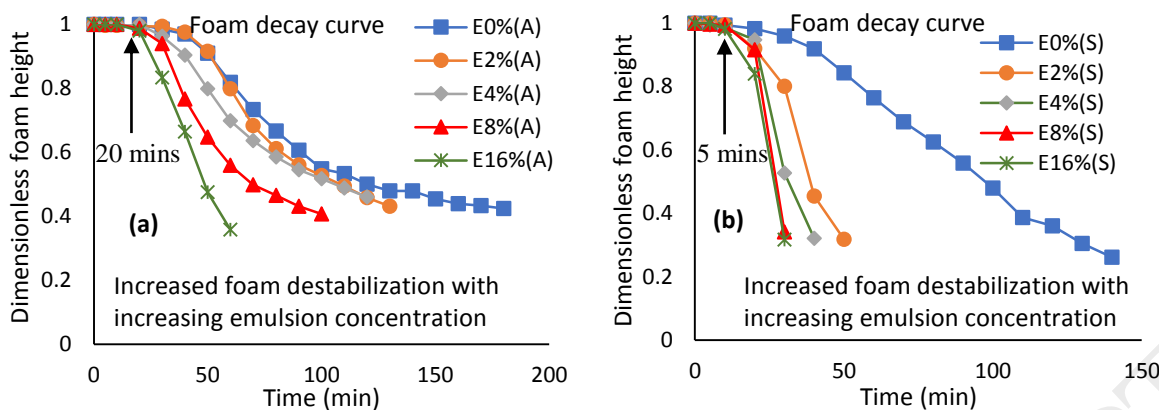 Foam decay curve
Dimensionless foam height
1
0.8
0.6
0.4
0.2
0
E0%(A)
E2%(A)
E4%(A)
E8%(A)
E16%(A)
20 mins
(a)
Increased foam destabilization with
increasing emulsion concentration
0
50
100
150
200
Time (min)
Foam decay curve
Dimensionless foam height
1
0.8
0.6
0.4
0.2
0
E0%(S)
E2%(S)
E4%(S)
E8%(S)
E16%(S)
5 mins
(b)
Increased foam destabilization with
increasing emulsion concentration
0
50
100
150
Time (min)